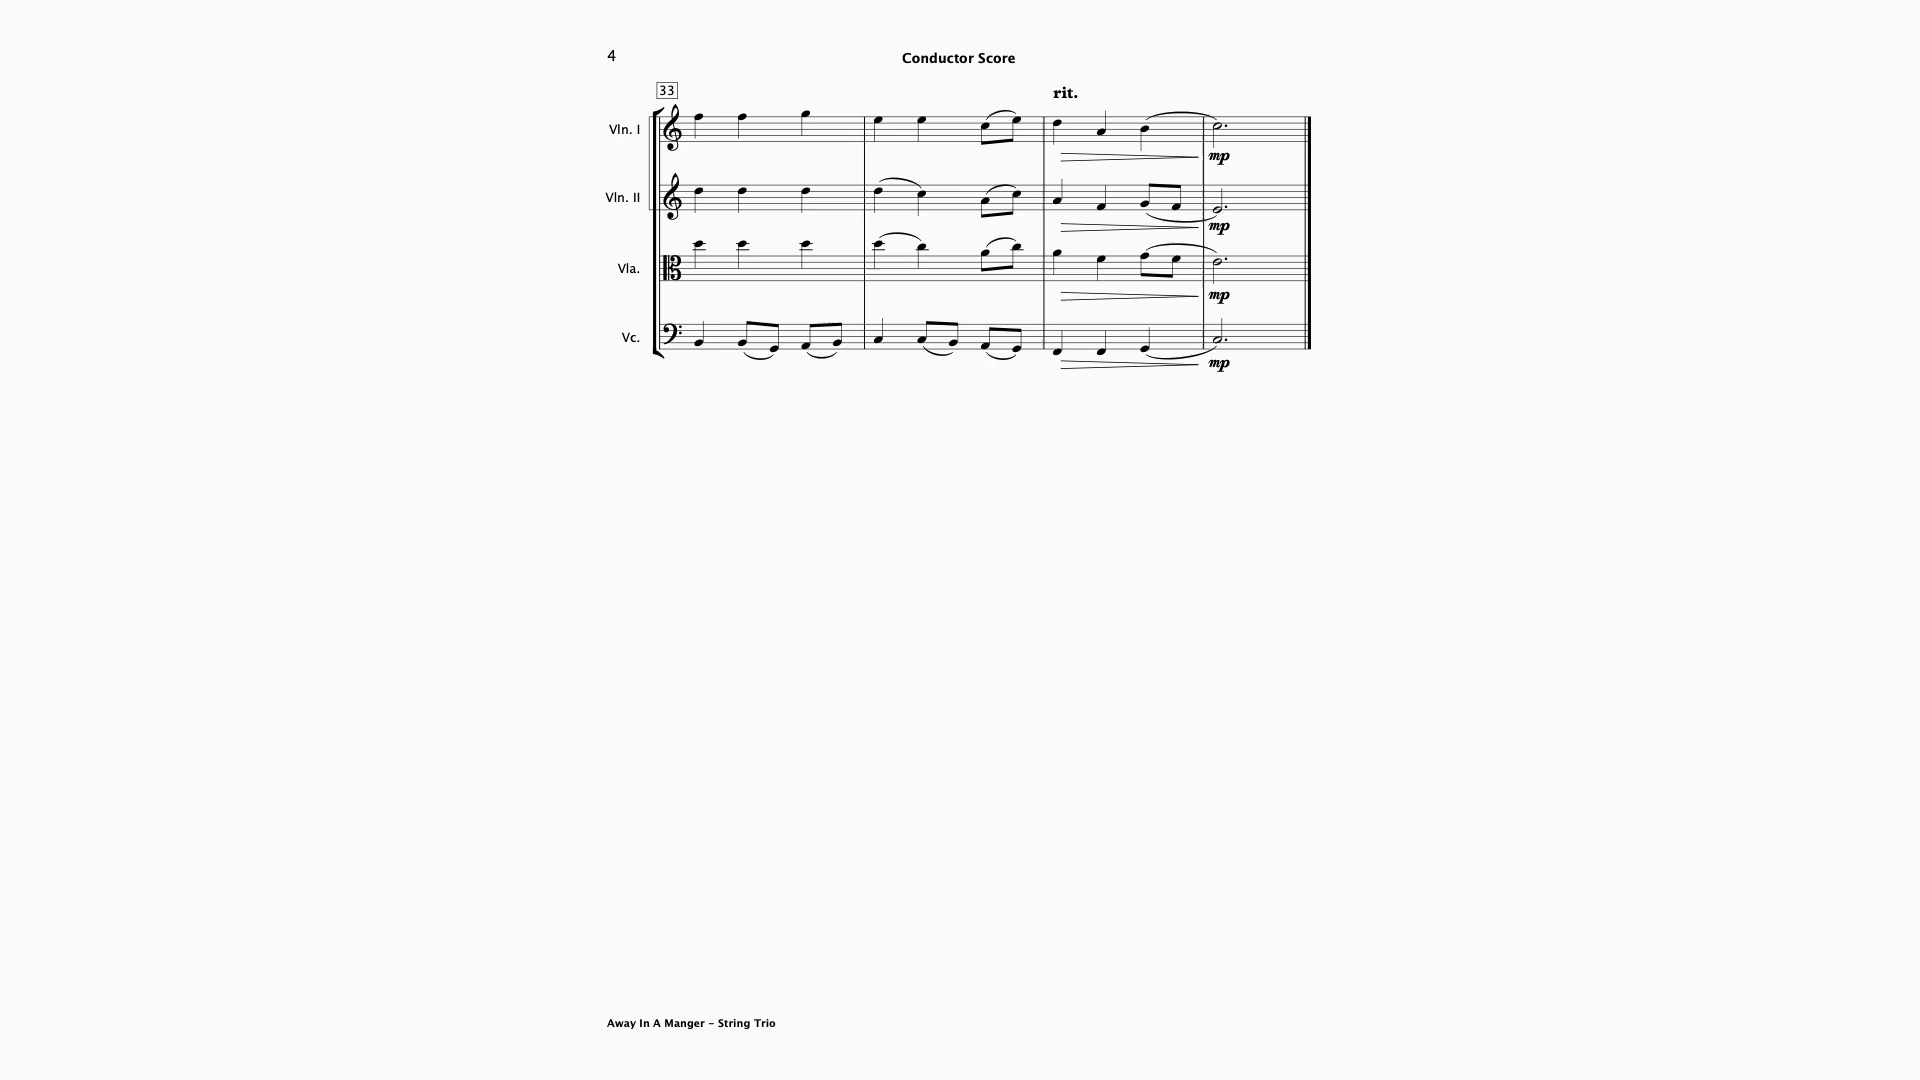 4
Conductor Score
33
rit.
Vln. I
mp
Vln. II
mp
Vla.
mp
Vc.
mp
Away In A Manger - String Trio